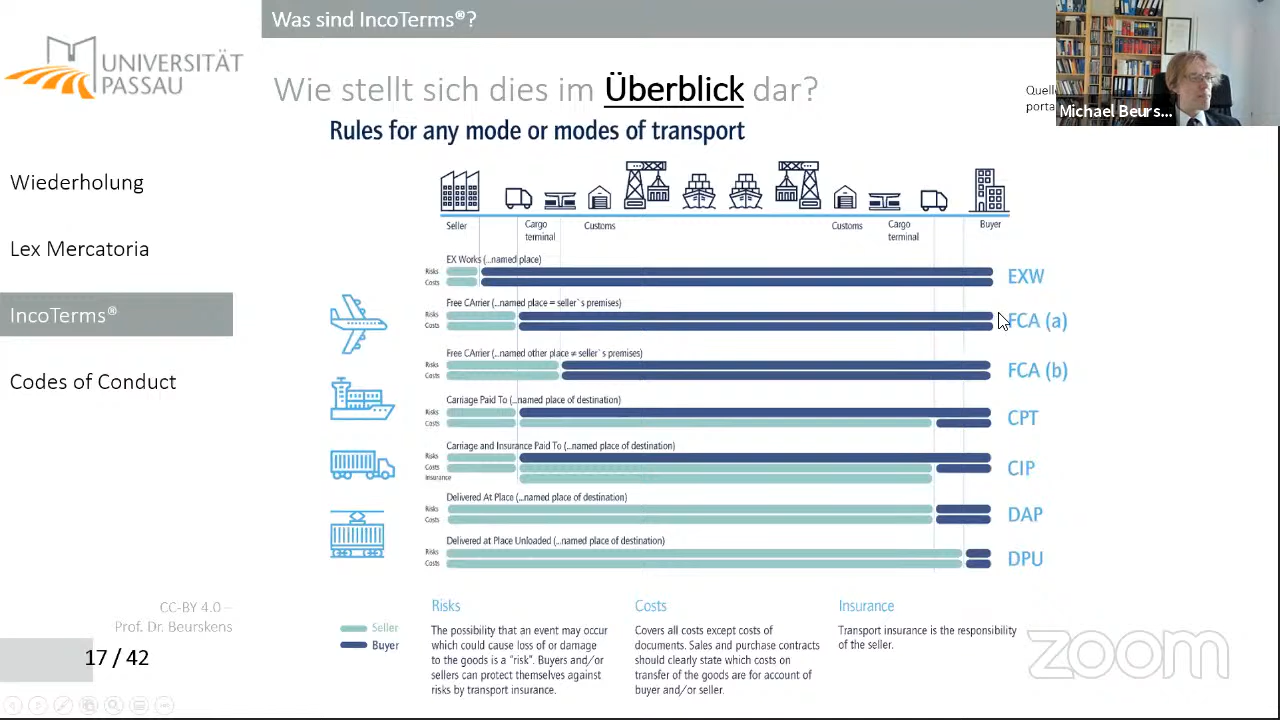 Was sind IncoTerms®?
UNIVERSITÄT
PASSAU
Wie stellt sich dies im Überblick dar?
Quelle
porta
Michael Beurs...
Rules for any mode or modes of transport
Wiederholung
Lex Mercatoria
IncoTerms®
Codes of Conduct
Seller
Cargo
terminal
Customs
Customs
Cargo
terminal
Buyer
EX Works (...named place)
Risks
Costs
EXW
Free CArrier (...named place = seller`s premises)
Risks
Costs
FCA (a)
Free CArrier (...named other place ≠ seller`s premises)
Risks
Costs
FCA (b)
Carriage Paid To (...named place of destination)
Risks
Costs
CPT
Carriage and Insurance Paid To (...named place of destination)
Risks
Costs
Insurance
CIP
Delivered At Place (...named place of destination)
Risks
Costs
DAP
Delivered at Place Unloaded (...named place of destination)
Risks
Costs
DPU
Seller
Buyer
Risks
The possibility that an event may occur
which could cause loss of or damage
to the goods is a "risk". Buyers and/or
sellers can protect themselves against
risks by transport insurance.
Costs
Covers all costs except costs of
documents. Sales and purchase contracts
should clearly state which costs on
transfer of the goods are for account of
buyer and/or seller.
Insurance
Transport insurance is the responsibility
of the seller.
CC-BY 4.0 –
Prof. Dr. Beurskens
17 / 42
zoom